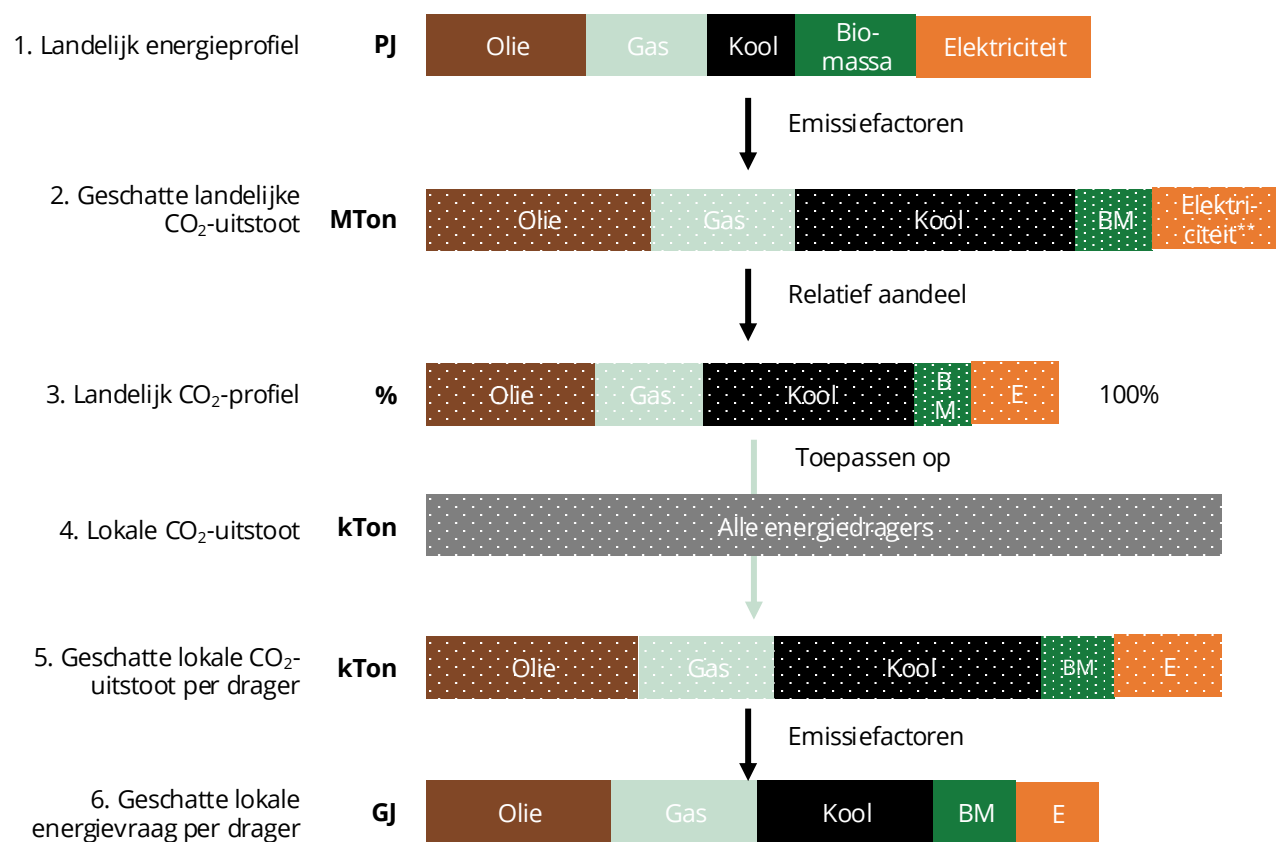 1. Landelijk energieprofiel
PJ
Olie
Gas
Kool
Bio-
massa
Elektriciteit
Emissiefactoren
2. Geschatte landelijke
CO₂-uitstoot
MTon
Olie
Gas
Kool
BM
Elektri-
citeit**
Relatief aandeel
3. Landelijk CO₂-profiel
%
Olie
Gas
Kool
B
M
E
100%
Toepassen op
4. Lokale CO₂-uitstoot
kTon
Alle energiedragers
5. Geschatte lokale CO₂-
uitstoot per drager
kTon
Olie
Gas
Kool
BM
E
Emissiefactoren
6. Geschatte lokale
energievraag per drager
GJ
Olie
Gas
Kool
BM
E